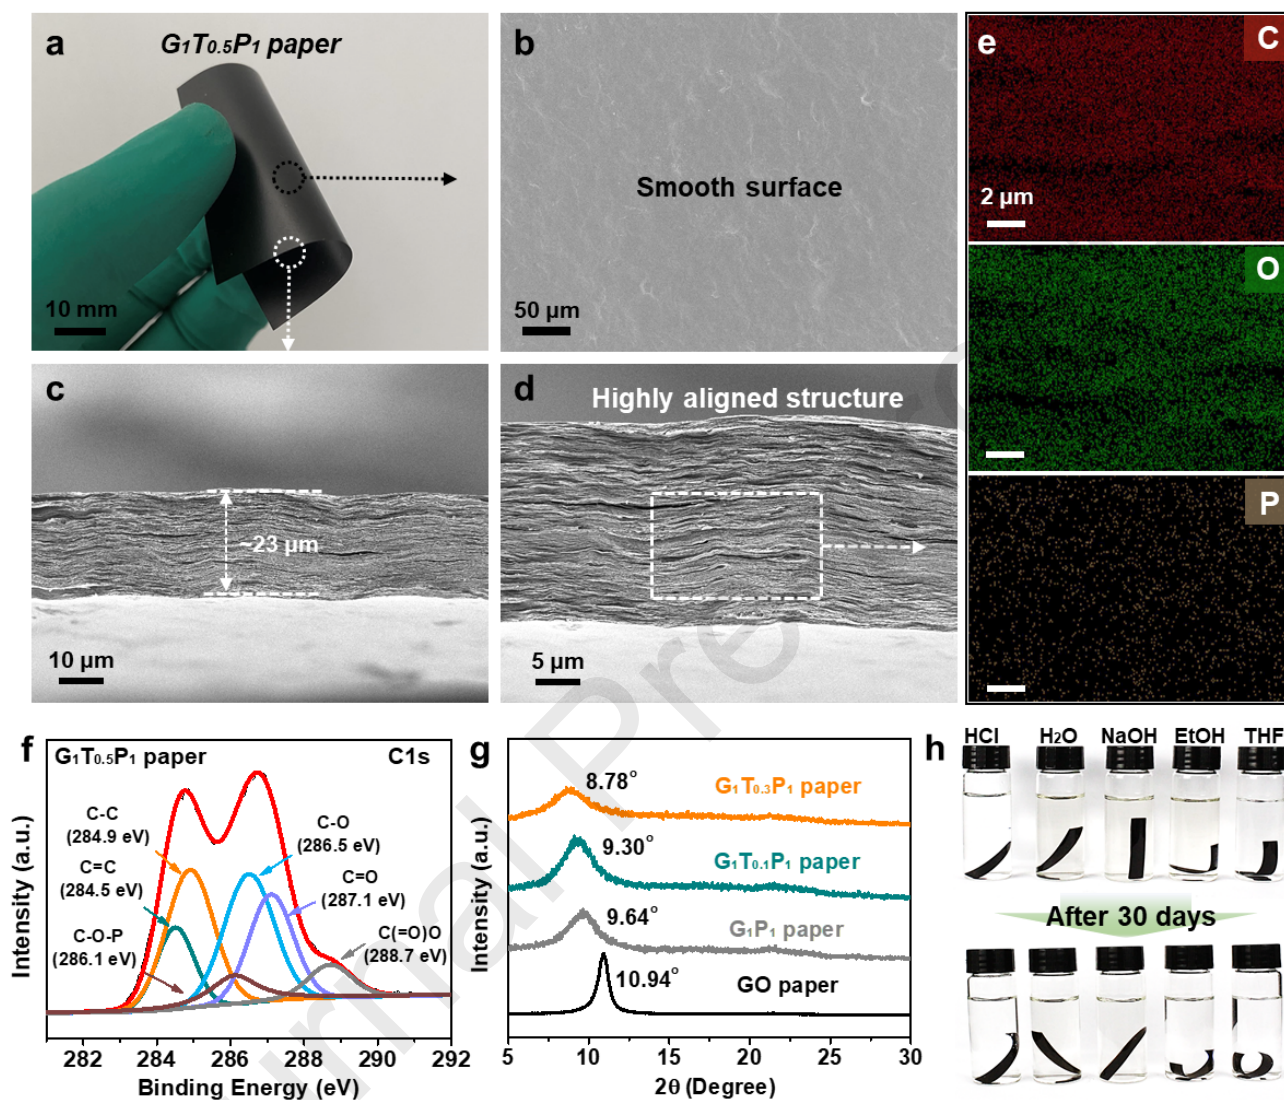 a
G₁T₀.₅P₁ paper
10 mm
b
Smooth surface
50 µm
e
C
2 µm
O
P
c
~23 µm
10 µm
d
Highly aligned structure
5 µm
f
G₁T₀.₅P₁ paper
C1s
C-C
(284.9 eV)
C=C
(284.5 eV)
C-O-P
(286.1 eV)
C-O
(286.5 eV)
C=O
(287.1 eV)
C(=O)O
(288.7 eV)
Intensity (a.u.)
282 284 286 288 290 292
Binding Energy (eV)
g
8.78°
G₁T₀.₃P₁ paper
9.30°
G₁T₀.₁P₁ paper
9.64°
G₁P₁ paper
10.94°
GO paper
Intensity (a.u.)
5 10 15 20 25 30
2θ (Degree)
h
HCl H₂O NaOH EtOH THF
After 30 days